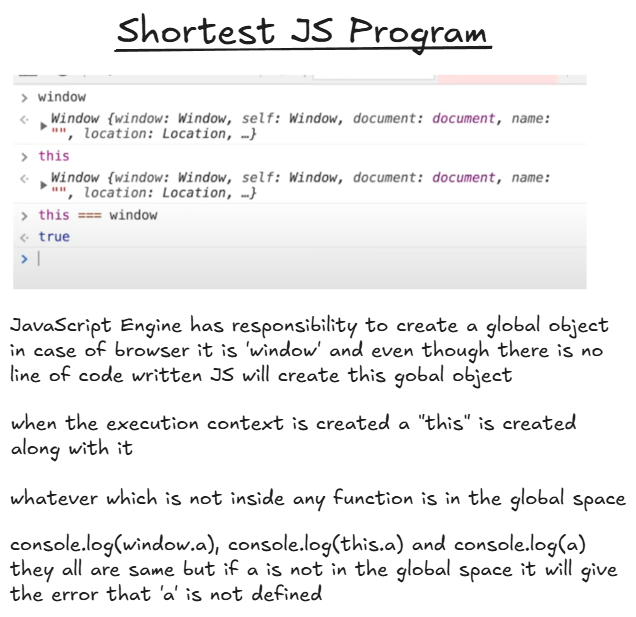 Shortest JS Program
> window
<· ▶Window {window: Window, self: Window, document: document, name:
"", location: Location, …}
> this
<· ▶Window {window: Window, self: Window, document: document, name:
"", location: Location, …}
> this === window
<· true
>
JavaScript Engine has responsibility to create a global object
in case of browser it is 'window' and even though there is no
line of code written JS will create this gobal object
when the execution context is created a "this" is created
along with it
whatever which is not inside any function is in the global space
console.log(window.a), console.log(this.a) and console.log(a)
they all are same but if a is not in the global space it will give
the error that 'a' is not defined